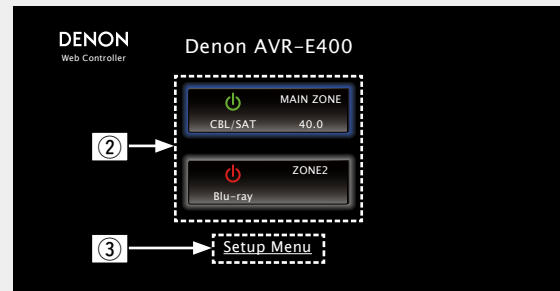 DENON
Web Controller
Denon AVR-E400
MAIN ZONE
CBL/SAT 40.0
②
ZONE2
Blu-ray
③
Setup Menu